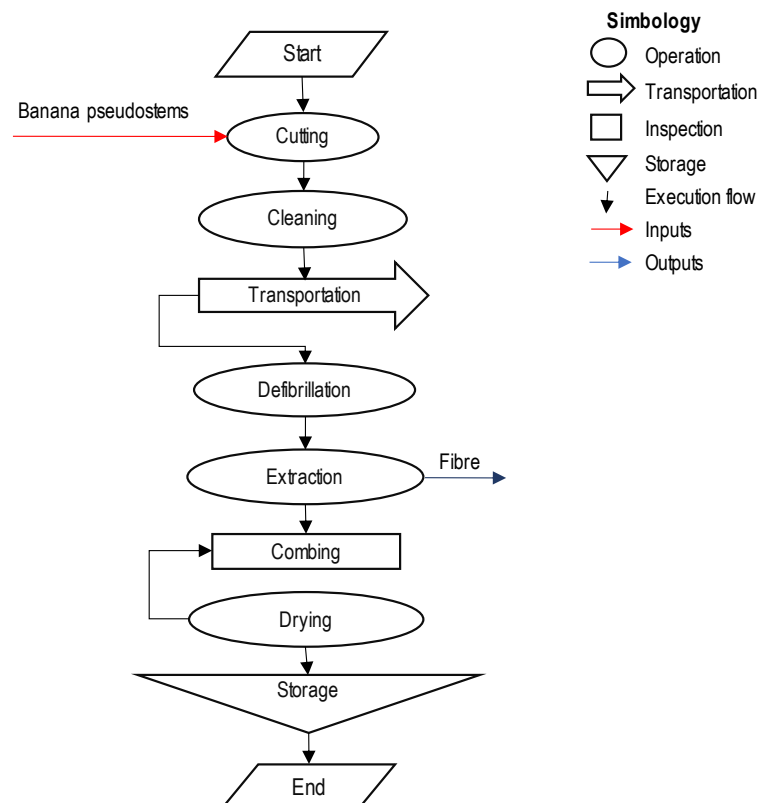 Simbology
Start
Operation
Transportation
Banana pseudostems
Cutting
Inspection
Storage
Execution flow
Cleaning
Inputs
Outputs
Transportation
Defibrillation
Fibre
Extraction
Combing
Drying
Storage
End